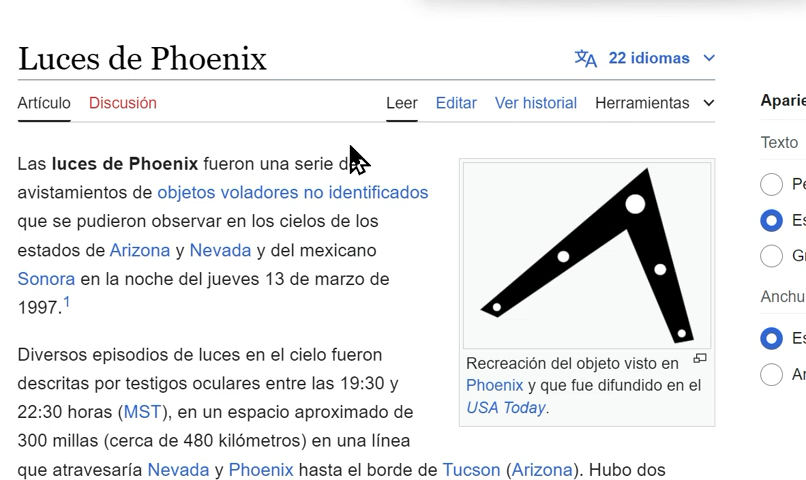 Luces de Phoenix
22 idiomas
Artículo Discusión Leer Editar Ver historial Herramientas
Las luces de Phoenix fueron una serie
avistamientos de objetos voladores no identificados
que se pudieron observar en los cielos de los
estados de Arizona y Nevada y del mexicano
Sonora en la noche del jueves 13 de marzo de
1997.1
Diversos episodios de luces en el cielo fueron
descritas por testigos oculares entre las 19:30 y
22:30 horas (MST), en un espacio aproximado de
300 millas (cerca de 480 kilómetros) en una línea
que atravesaría Nevada y Phoenix hasta el borde de Tucson (Arizona). Hubo dos
Recreación del objeto visto en
Phoenix y que fue difundido en el
USA Today.
Texto